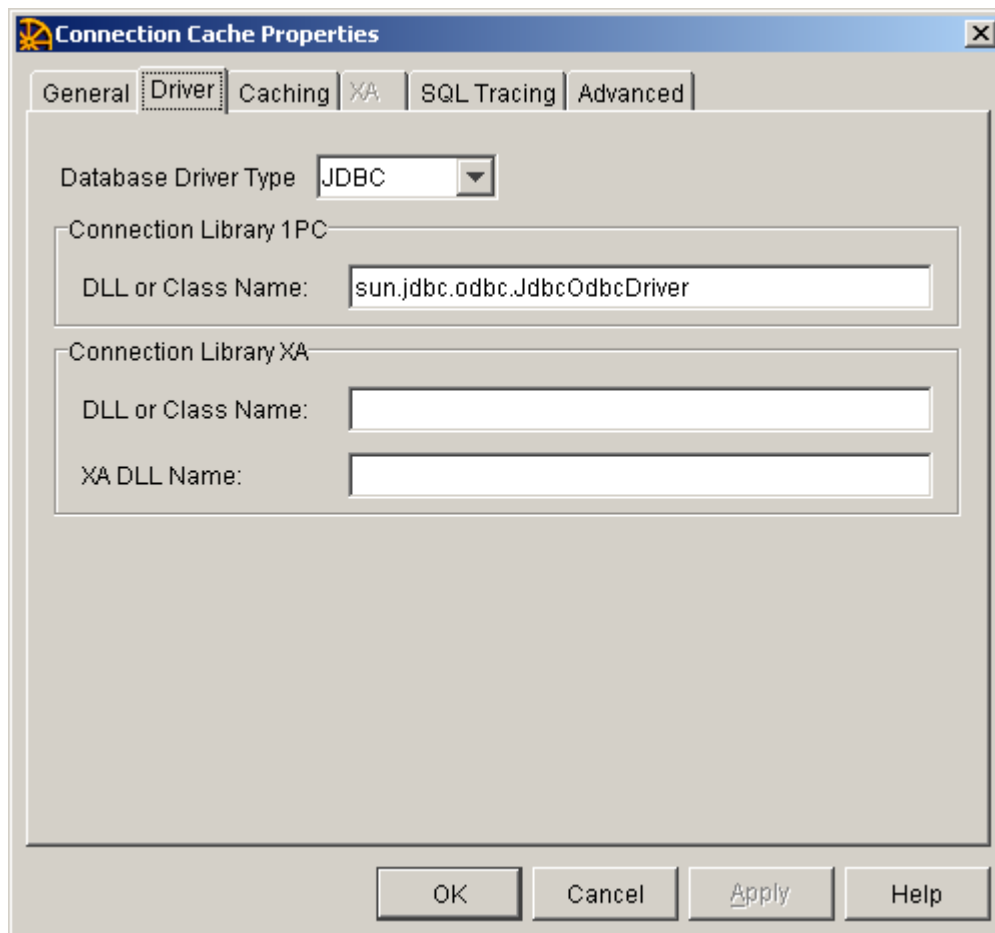 Connection Cache Properties
General Driver Caching XA SQL Tracing Advanced
Database Driver Type JDBC
Connection Library 1PC
DLL or Class Name: sun.jdbc.odbc.JdbcOdbcDriver
Connection Library XA
DLL or Class Name:
XA DLL Name:
OK Cancel Apply Help